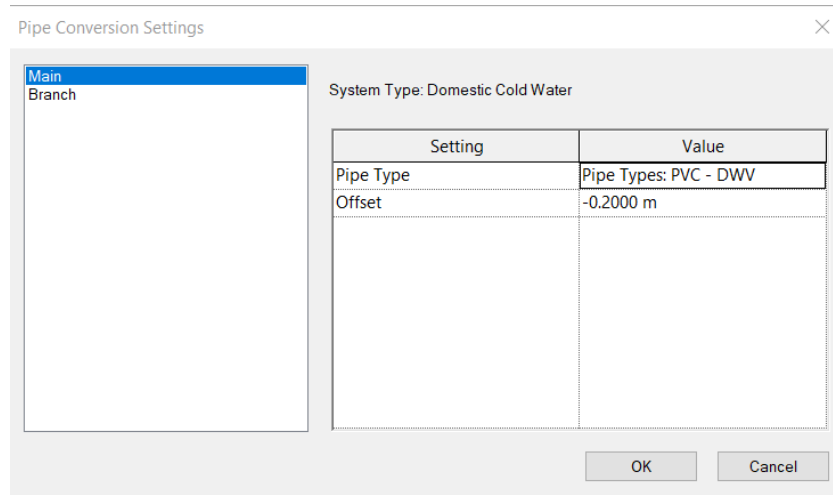 Pipe Conversion Settings
Main
Branch
System Type: Domestic Cold Water
Setting Value
Pipe Type Pipe Types: PVC - DWV
Offset -0.2000 m
OK Cancel